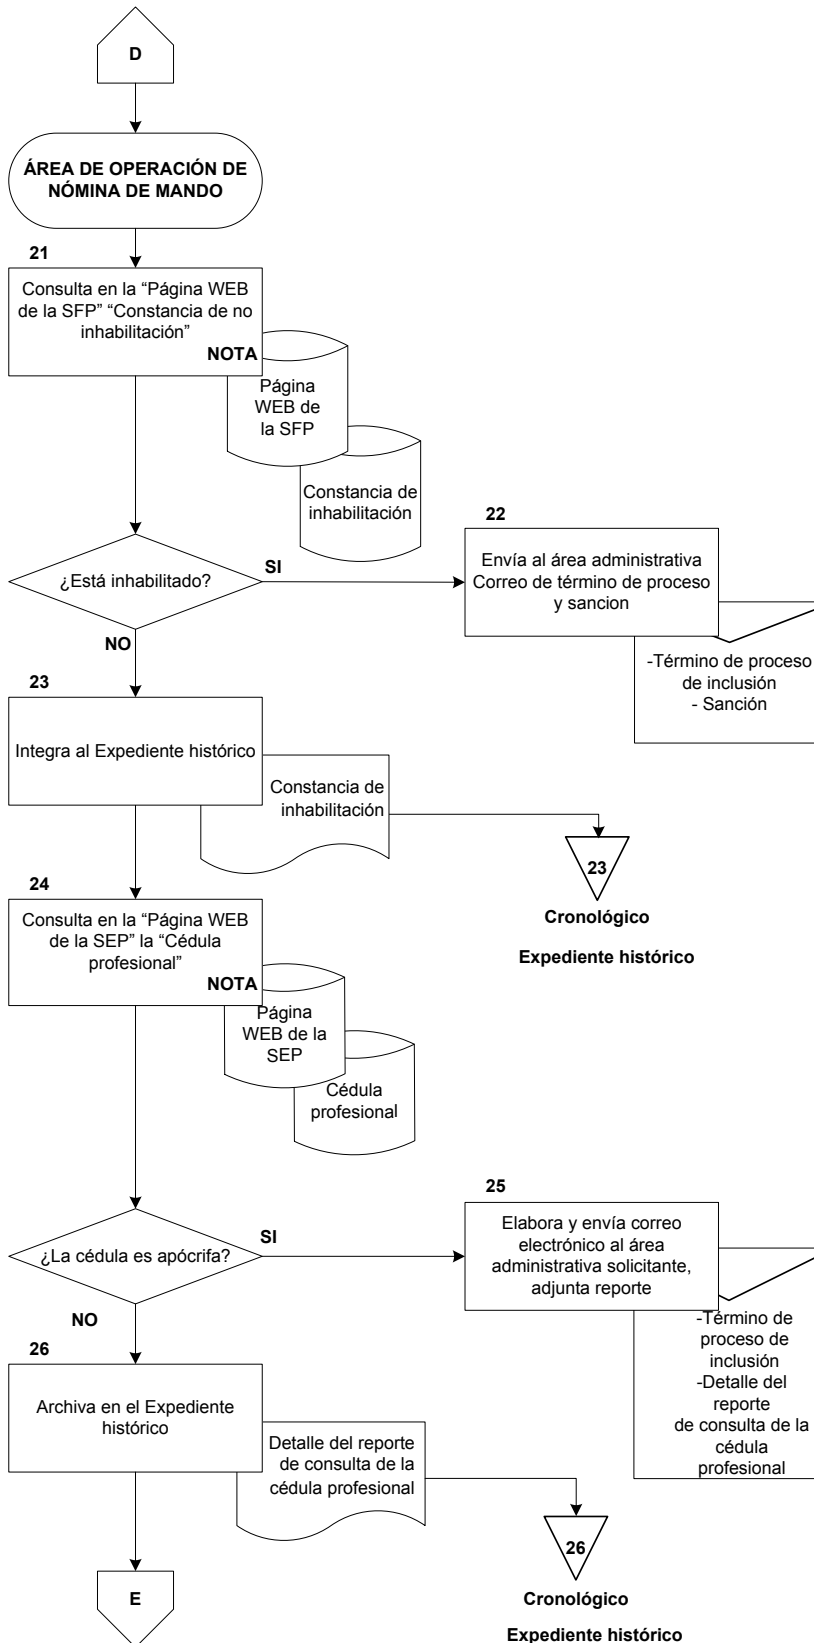 D
ÁREA DE OPERACIÓN DE
NÓMINA DE MANDO
21
Consulta en la “Página WEB
de la SFP” “Constancia de no
inhabilitación”
NOTA
Página
WEB de
la SFP
Constancia de
inhabilitación
¿Está inhabilitado?
SI
NO
22
Envía al área administrativa
Correo de término de proceso
y sancion
-Término de proceso
de inclusión
- Sanción
23
Integra al Expediente histórico
Constancia de
inhabilitación
23
Cronológico
Expediente histórico
24
Consulta en la “Página WEB
de la SEP” la “Cédula
profesional”
NOTA
Página
WEB de la
SEP
Cédula
profesional
¿La cédula es apócrifa?
SI
NO
25
Elabora y envía correo
electrónico al área
administrativa solicitante,
adjunta reporte
-Término de
proceso de
inclusión
-Detalle del
reporte
de consulta de la
cédula
profesional
26
Archiva en el Expediente
histórico
Detalle del reporte
de consulta de la
cédula profesional
26
Cronológico
Expediente histórico
E